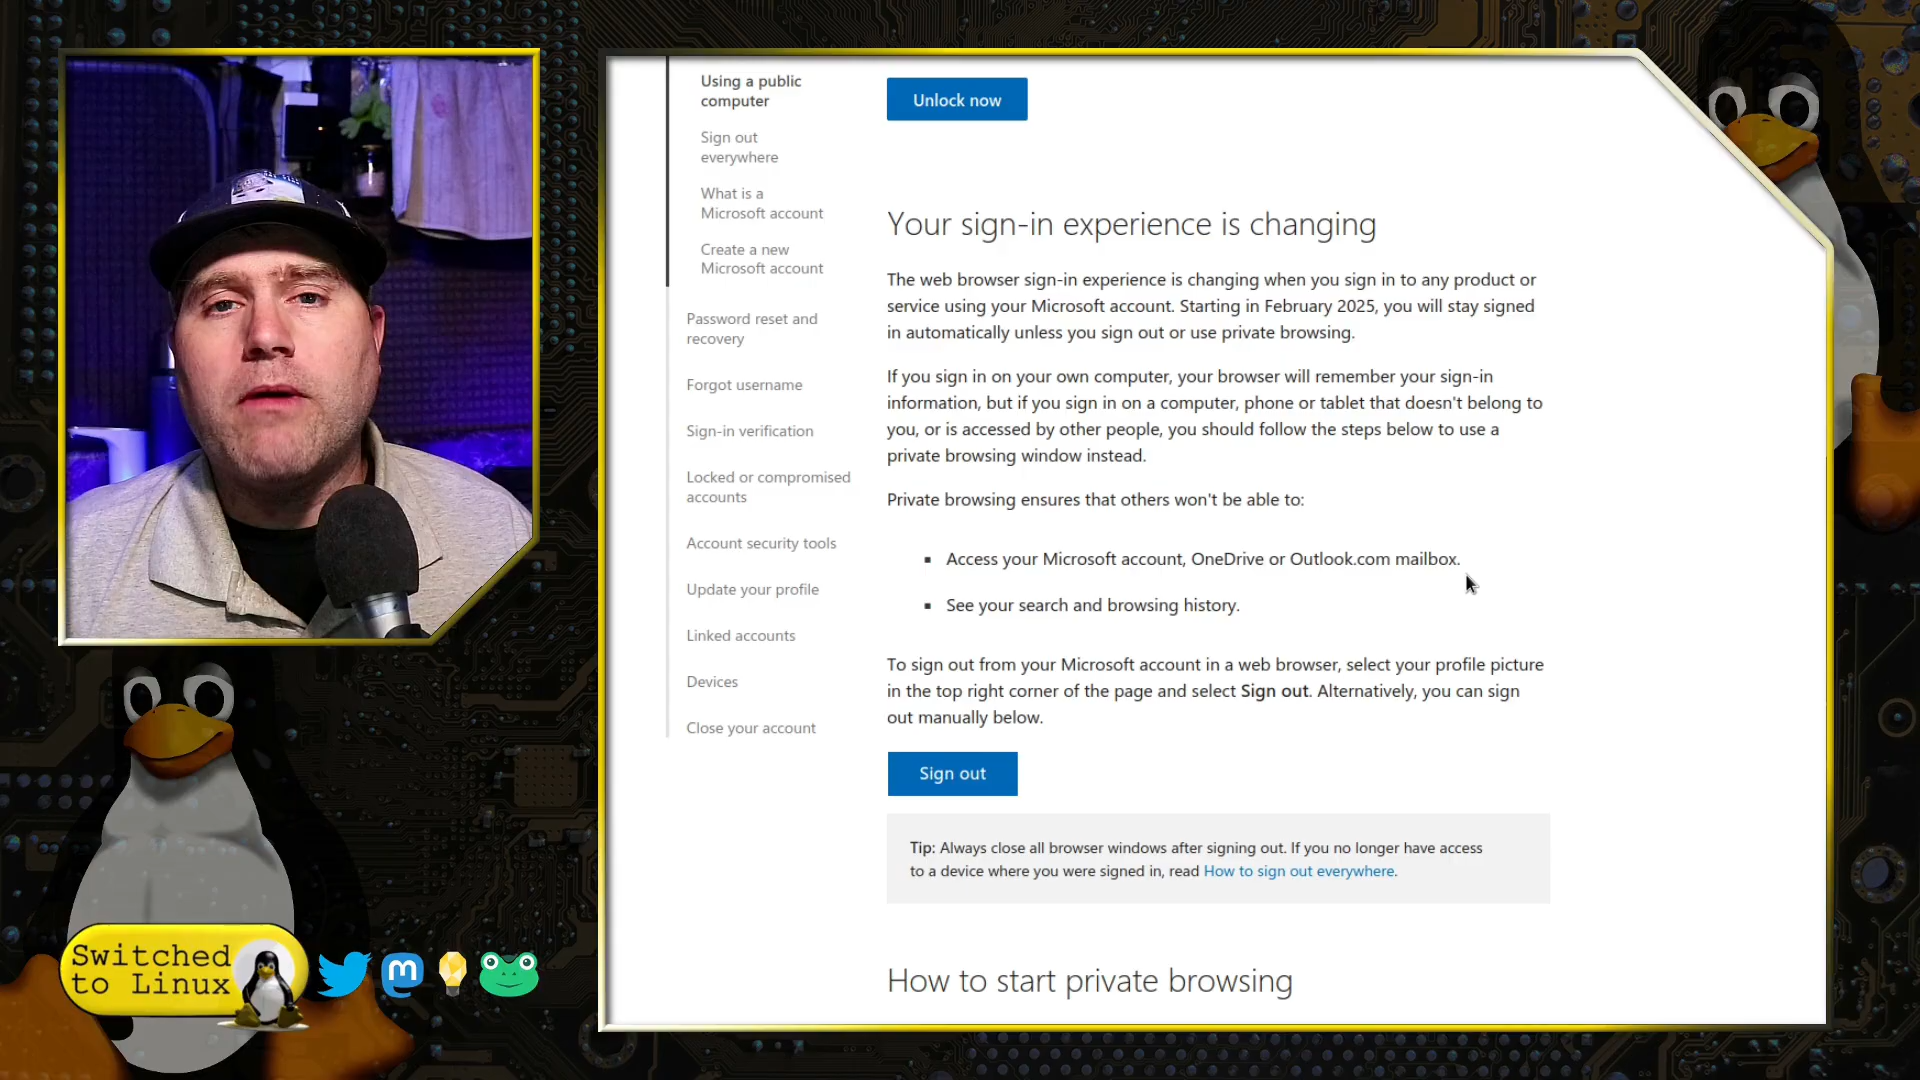 Using a public
computer
Sign out
everywhere
What is a
Microsoft account
Create a new
Microsoft account
Password reset and
recovery
Forgot username
Sign-in verification
Locked or compromised
accounts
Account security tools
Update your profile
Linked accounts
Devices
Close your account
Unlock now
Your sign-in experience is changing
The web browser sign-in experience is changing when you sign in to any product or
service using your Microsoft account. Starting in February 2025, you will stay signed
in automatically unless you sign out or use private browsing.
If you sign in on your own computer, your browser will remember your sign-in
information, but if you sign in on a computer, phone or tablet that doesn't belong to
you, or is accessed by other people, you should follow the steps below to use a
private browsing window instead.
Private browsing ensures that others won't be able to:
▪ Access your Microsoft account, OneDrive or Outlook.com mailbox.
▪ See your search and browsing history.
To sign out from your Microsoft account in a web browser, select your profile picture
in the top right corner of the page and select Sign out. Alternatively, you can sign
out manually below.
Sign out
Tip: Always close all browser windows after signing out. If you no longer have access
to a device where you were signed in, read How to sign out everywhere.
How to start private browsing
Switched
to Linux
m